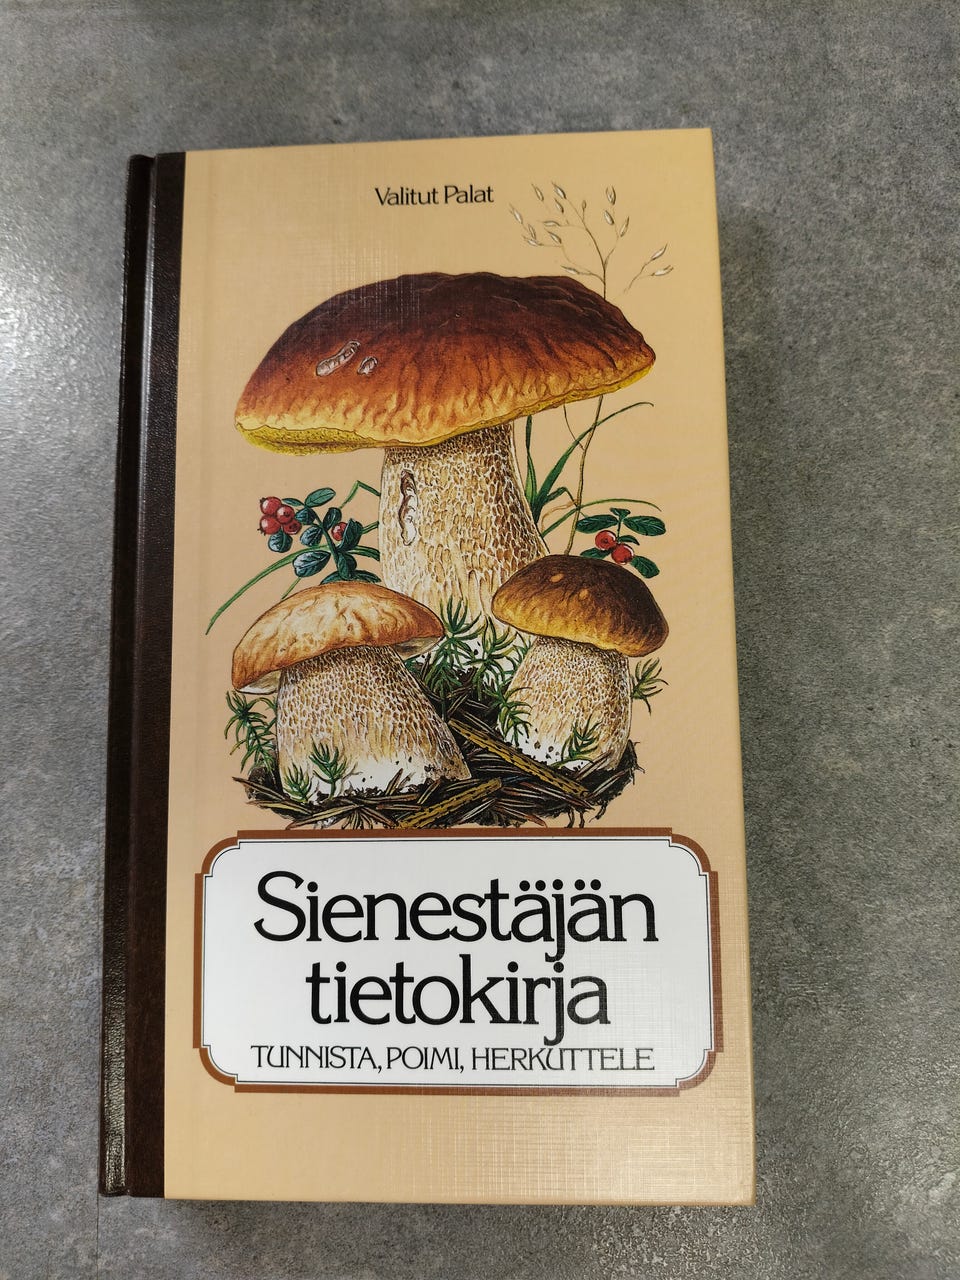 Valitut Palat
Sienestäjän
tietokirja
TUNNISTA, POIMI, HERKUTTELE